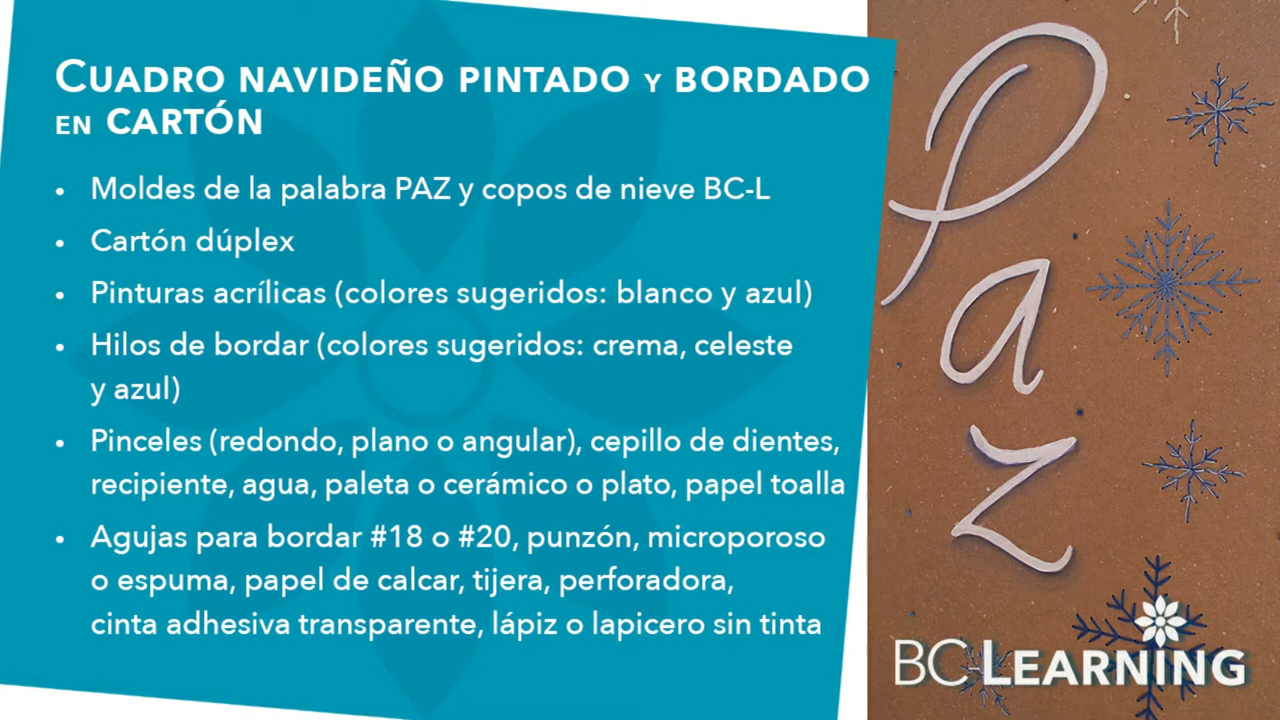 CUADRO NAVIDEÑO PINTADO Y BORDADO
EN CARTÓN
• Moldes de la palabra PAZ y copos de nieve BC-L
• Cartón dúplex
• Pinturas acrílicas (colores sugeridos: blanco y azul)
• Hilos de bordar (colores sugeridos: crema, celeste
y azul)
• Pinceles (redondo, plano o angular), cepillo de dientes,
recipiente, agua, paleta o cerámico o plato, papel toalla
• Agujas para bordar #18 o #20, punzón, microporoso
o espuma, papel de calcar, tijera, perforadora,
cinta adhesiva transparente, lápiz o lapicero sin tinta
Paz
BC-LEARNING